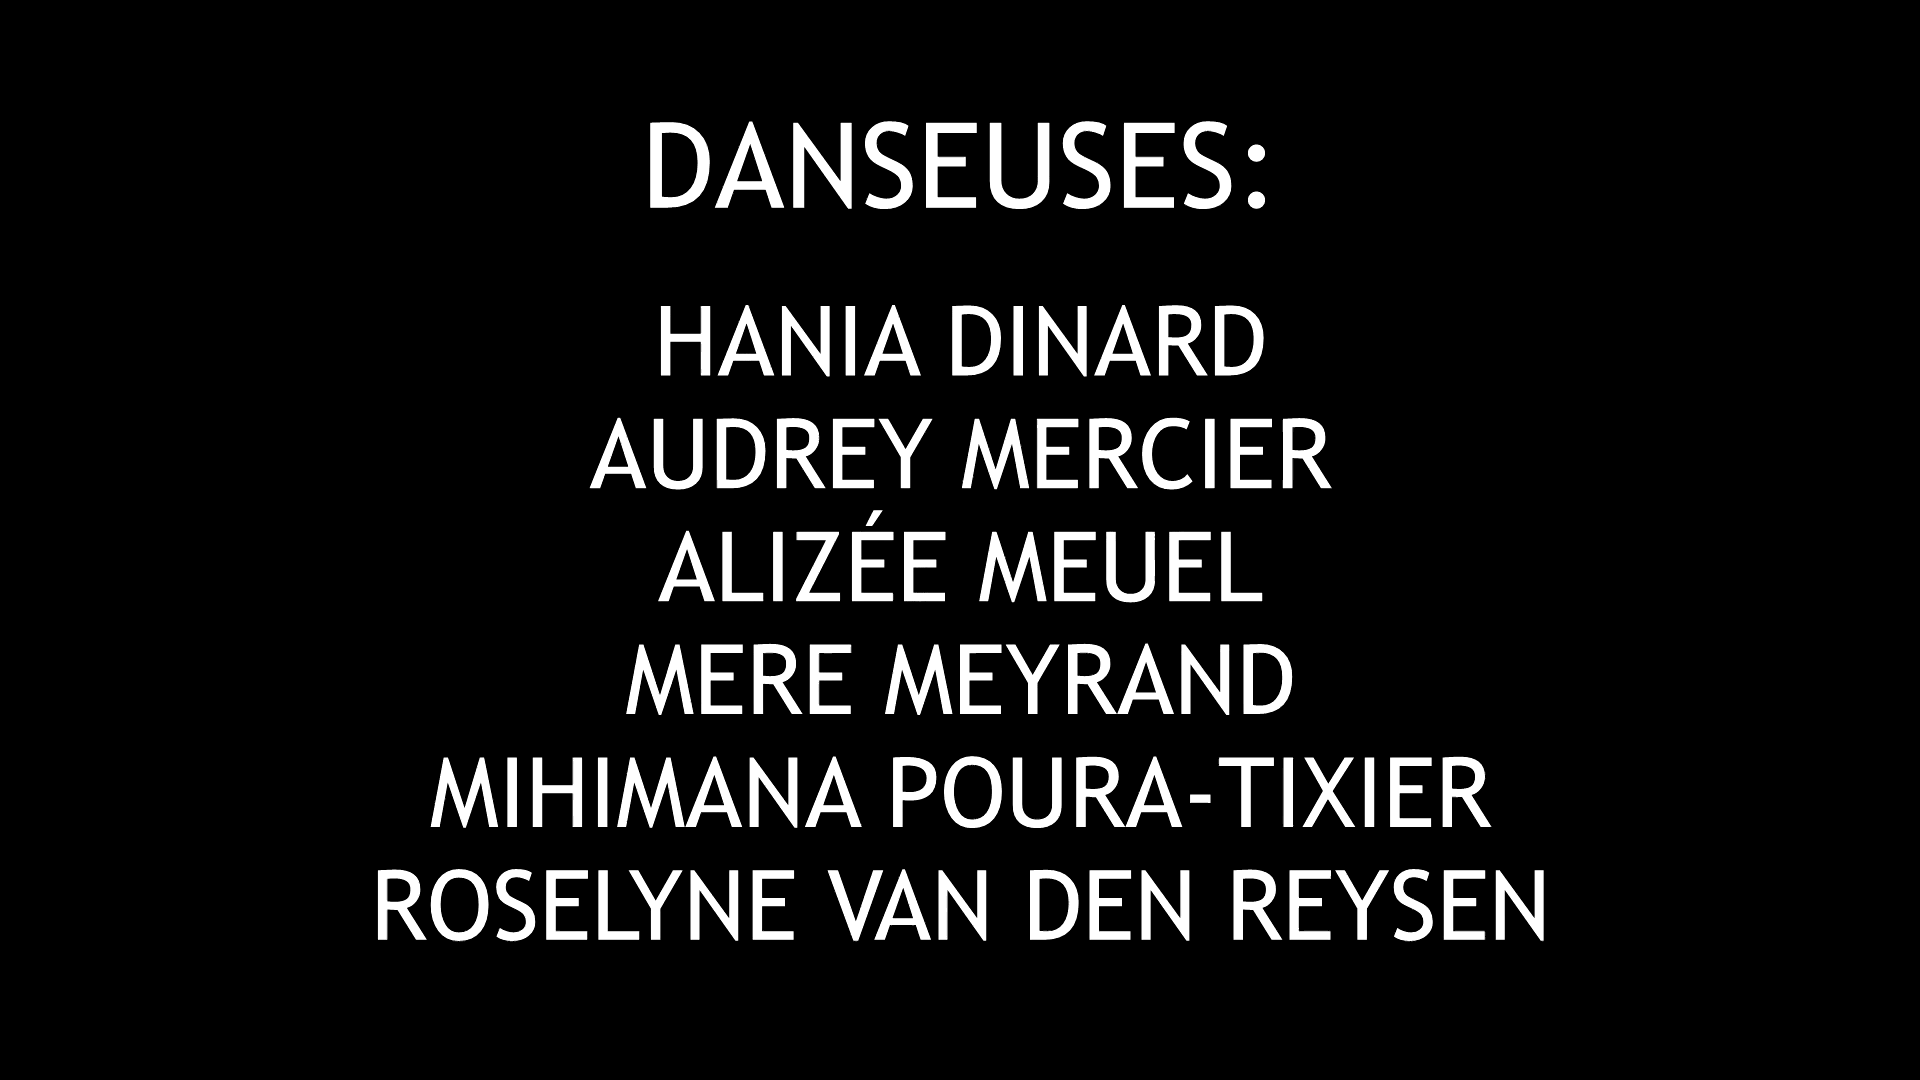 DANSEUSES:
HANIA DINARD
AUDREY MERCIER
ALIZÉE MEUEL
MERE MEYRAND
MIHIMANA POURA-TIXIER
ROSELYNE VAN DEN REYSEN